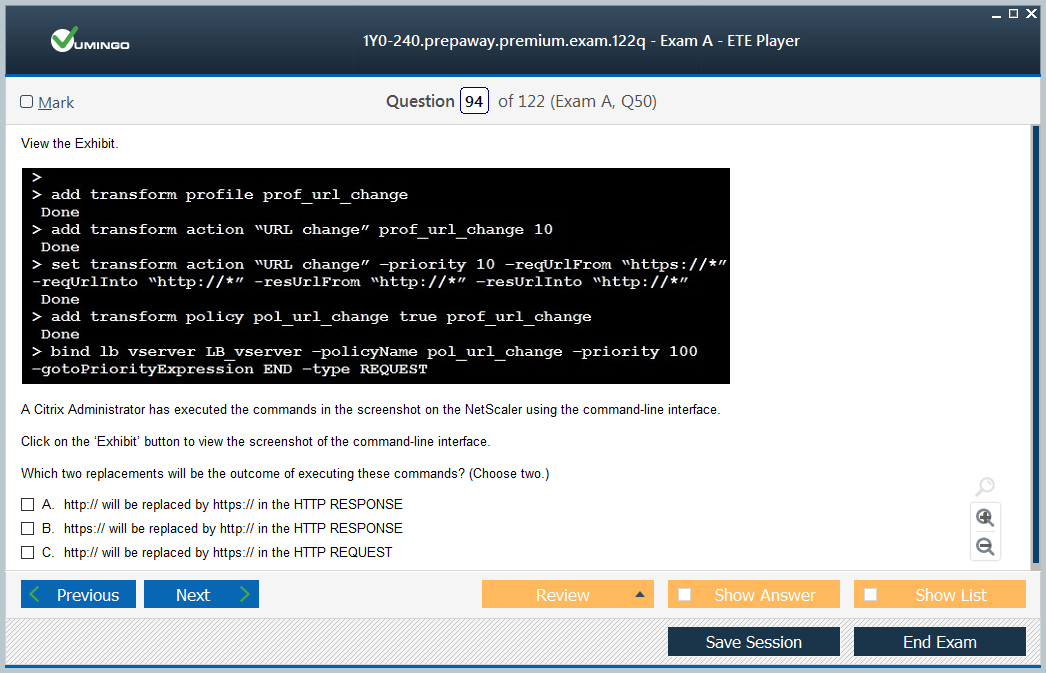 VUMINGO
1Y0-240.prepaway.premium.exam.122q - Exam A - ETE Player
Mark
Question 94 of 122 (Exam A, Q50)
View the Exhibit.
>
> add transform profile prof_url_change
Done
> add transform action “URL change” prof_url_change 10
Done
> set transform action “URL change” –priority 10 –reqUrlFrom “https://*”
–reqUrlInto “http://*” –resUrlFrom “http://*” –resUrlInto “http://*”
Done
> add transform policy pol_url_change true prof_url_change
Done
> bind lb vserver LB_vserver –policyName pol_url_change –priority 100
–gotoPriorityExpression END –type REQUEST
A Citrix Administrator has executed the commands in the screenshot on the NetScaler using the command-line interface.
Click on the ‘Exhibit’ button to view the screenshot of the command-line interface.
Which two replacements will be the outcome of executing these commands? (Choose two.)
A. http:// will be replaced by https:// in the HTTP RESPONSE
B. https:// will be replaced by http:// in the HTTP RESPONSE
C. http:// will be replaced by https:// in the HTTP REQUEST
Previous Next Review Show Answer Show List
Save Session End Exam